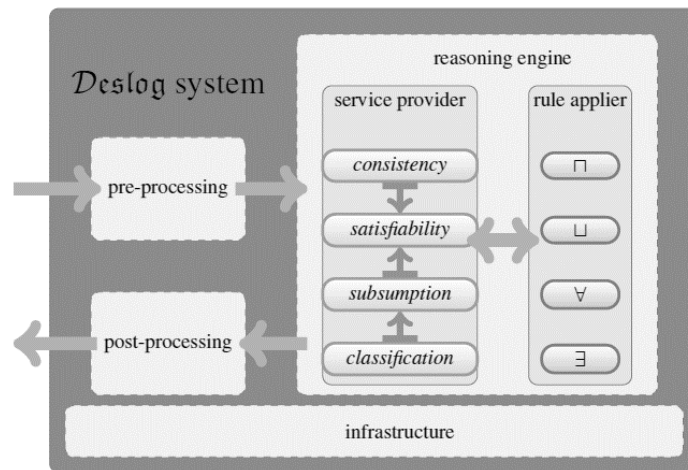 Deslog system
reasoning engine
service provider
rule applier
pre-processing
consistency
⊓
satisfiability
⊔
subsumption
∀
post-processing
classification
∃
infrastructure